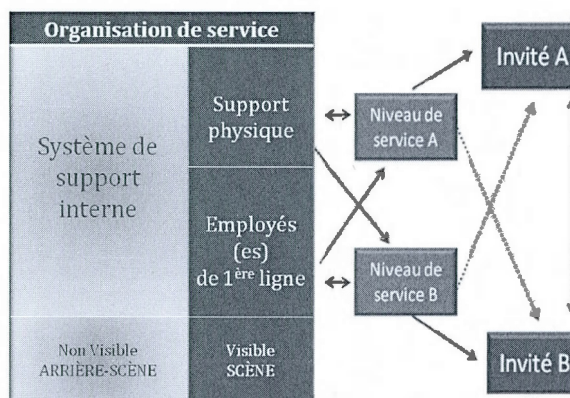 Organisation de service
Système de
support
interne
Support
physique
Employés
(es)
de 1ère ligne
Non Visible
ARRIÈRE-SCÈNE
Visible
SCÈNE
Niveau de
service A
Niveau de
service B
Invité A
Invité B